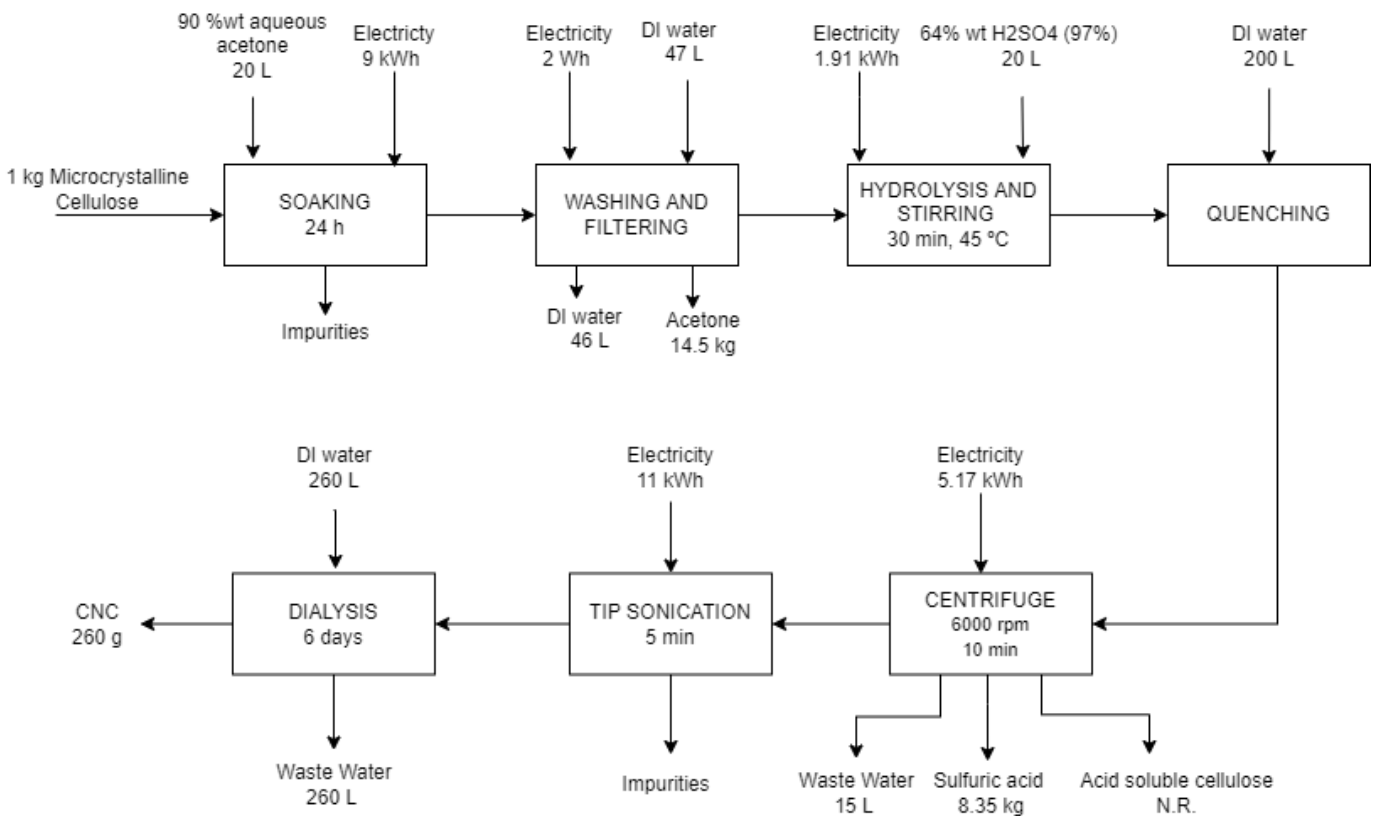 90 %wt aqueous
acetone
20 L
Electricty
9 kWh
Electricity
2 Wh
DI water
47 L
Electricity
1.91 kWh
64% wt H2SO4 (97%)
20 L
DI water
200 L
1 kg Microcrystalline
Cellulose
SOAKING
24 h
WASHING AND
FILTERING
HYDROLYSIS AND
STIRRING
30 min, 45 ºC
QUENCHING
Impurities
DI water
46 L
Acetone
14.5 kg
DI water
260 L
Electricity
11 kWh
Electricity
5.17 kWh
CNC
260 g
DIALYSIS
6 days
TIP SONICATION
5 min
CENTRIFUGE
6000 rpm
10 min
Waste Water
260 L
Impurities
Waste Water
15 L
Sulfuric acid
8.35 kg
Acid soluble cellulose
N.R.